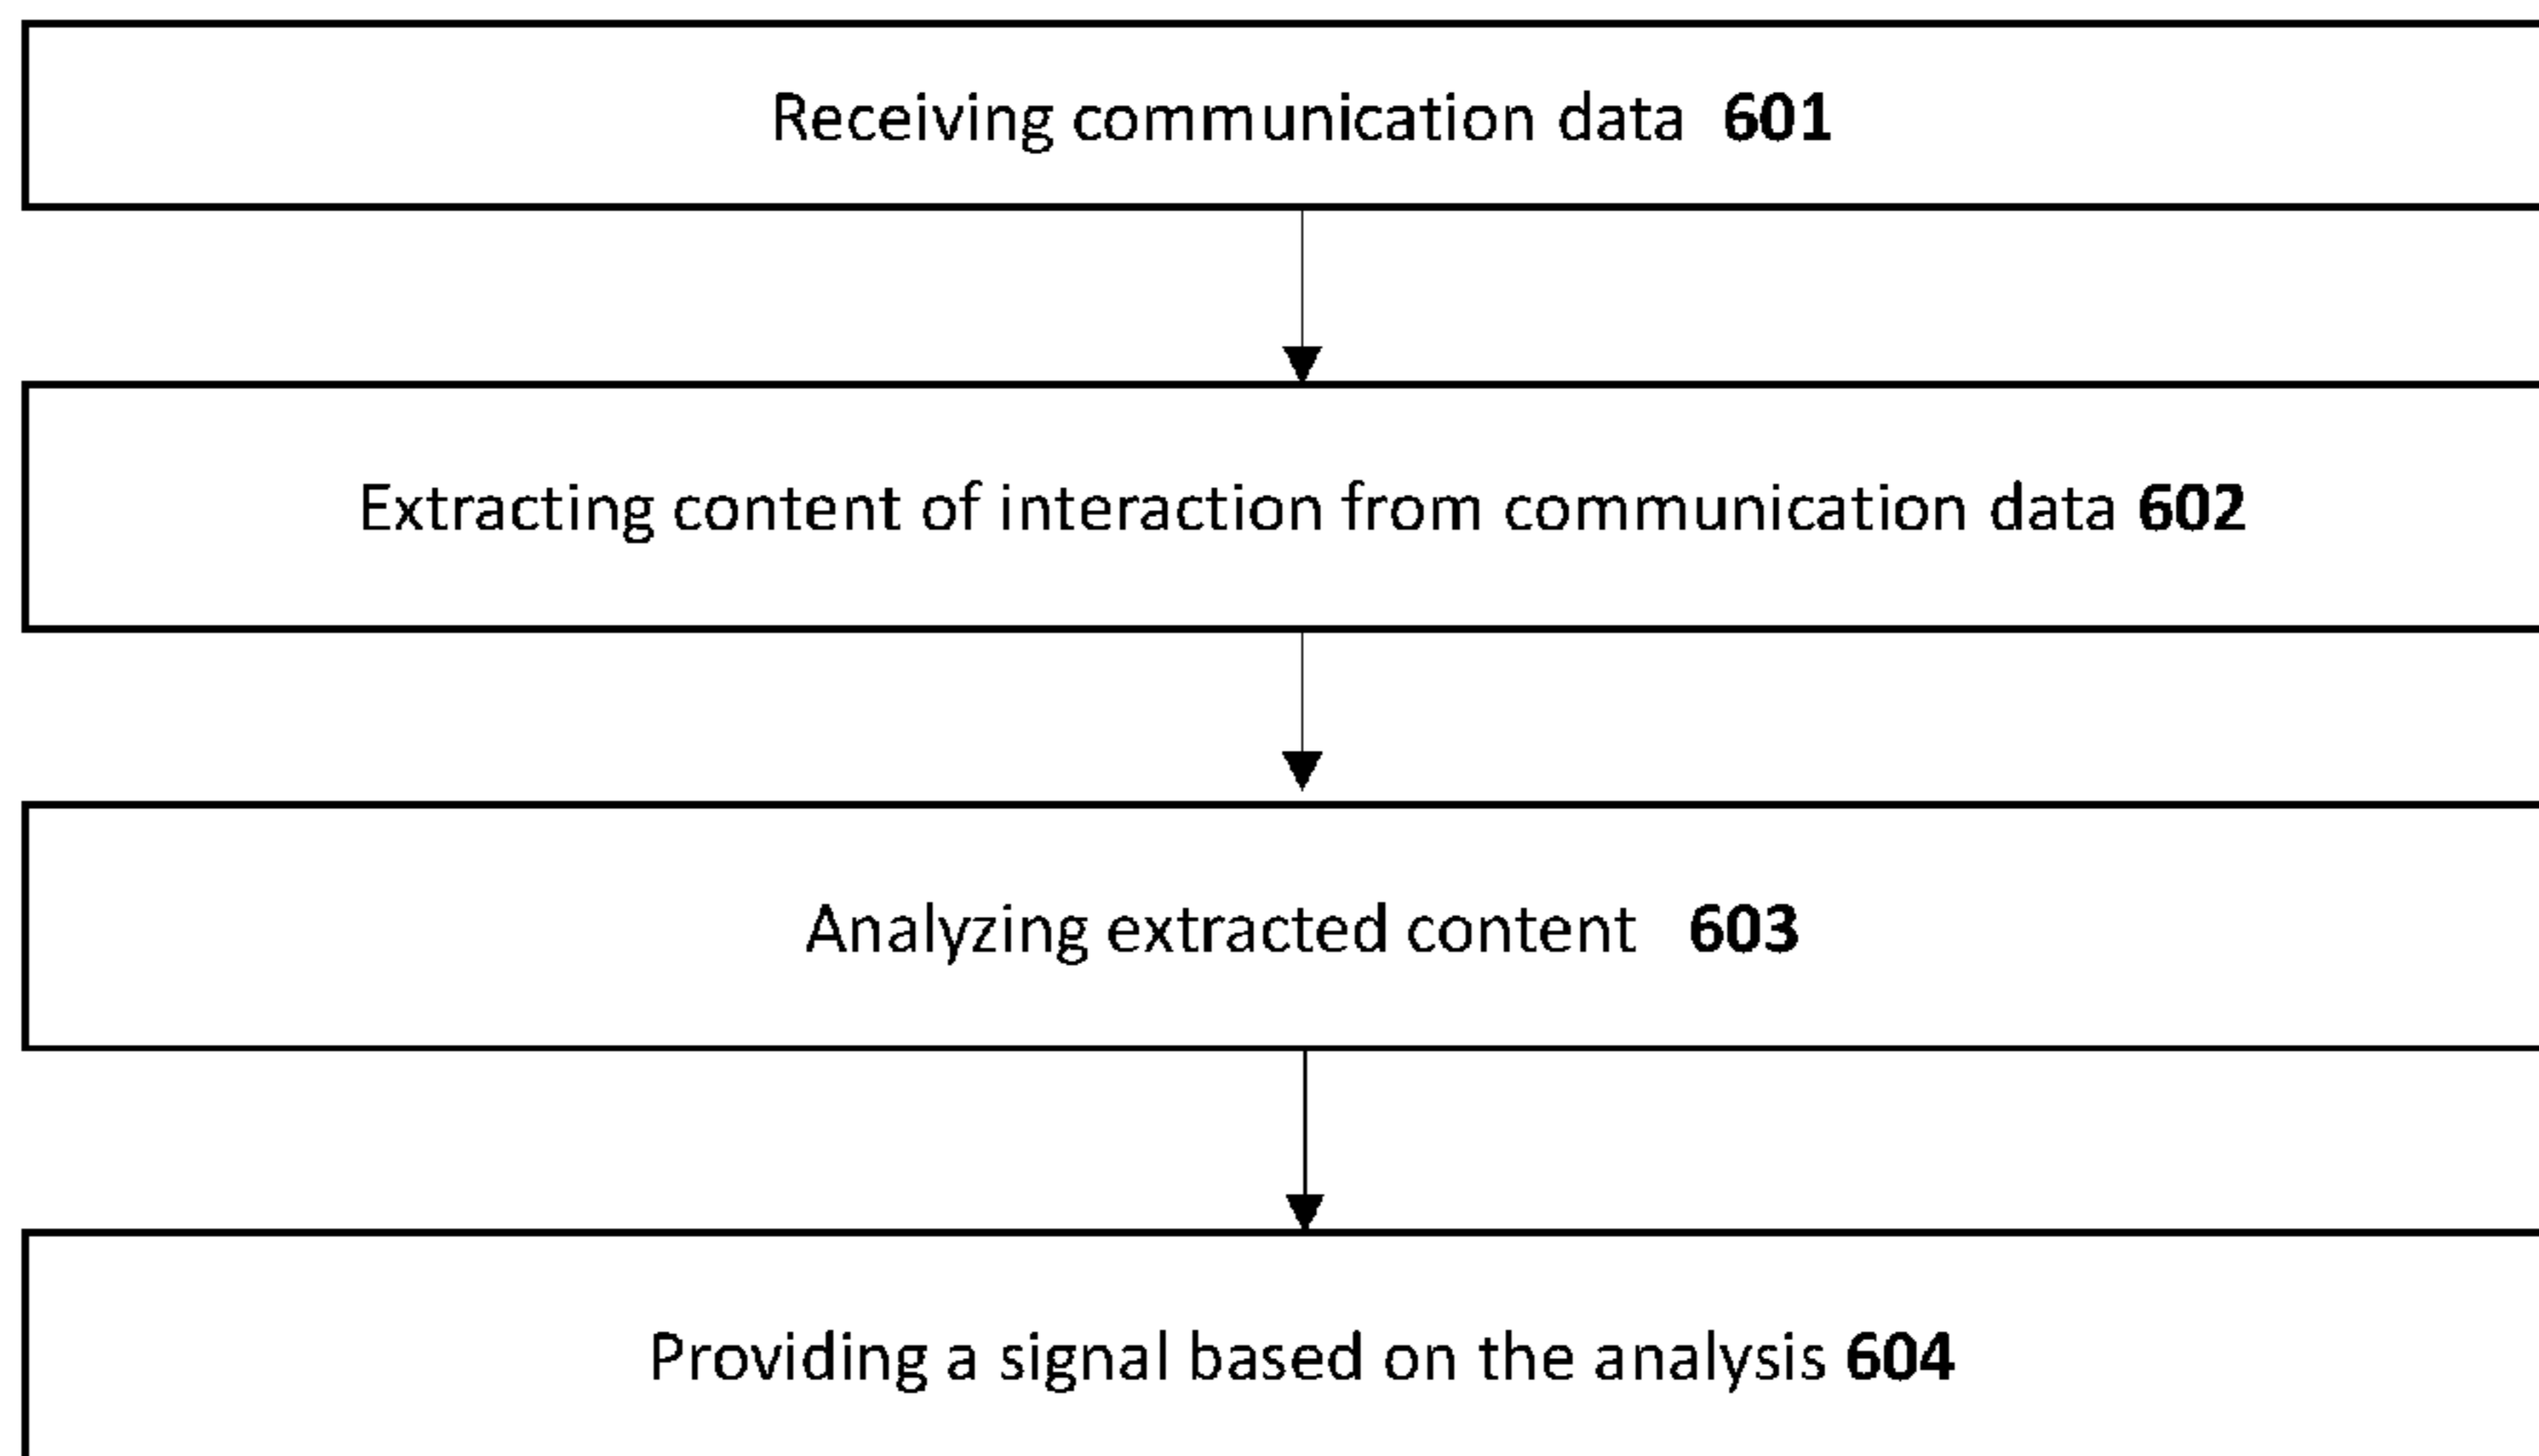 Receiving communication data 601
Extracting content of interaction from communication data 602
Analyzing extracted content 603
Providing a signal based on the analysis 604